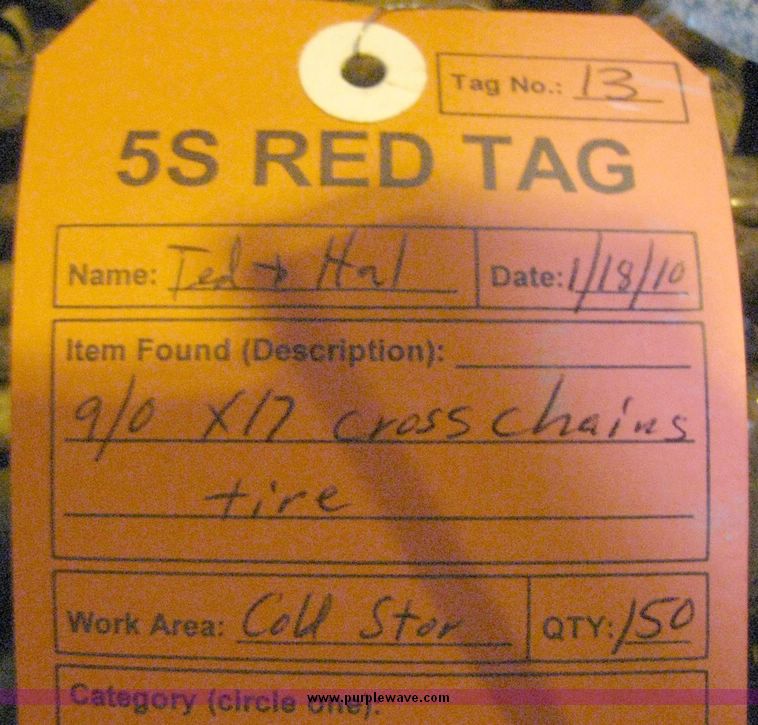 Tag No.: 13
5S RED TAG
Name: Ted + Hal Date: 1/18/10
Item Found (Description):
9/0 X17 cross chains
tire
Work Area: Cold Stor QTY: 150
Category (circle one):
www.purplewave.com